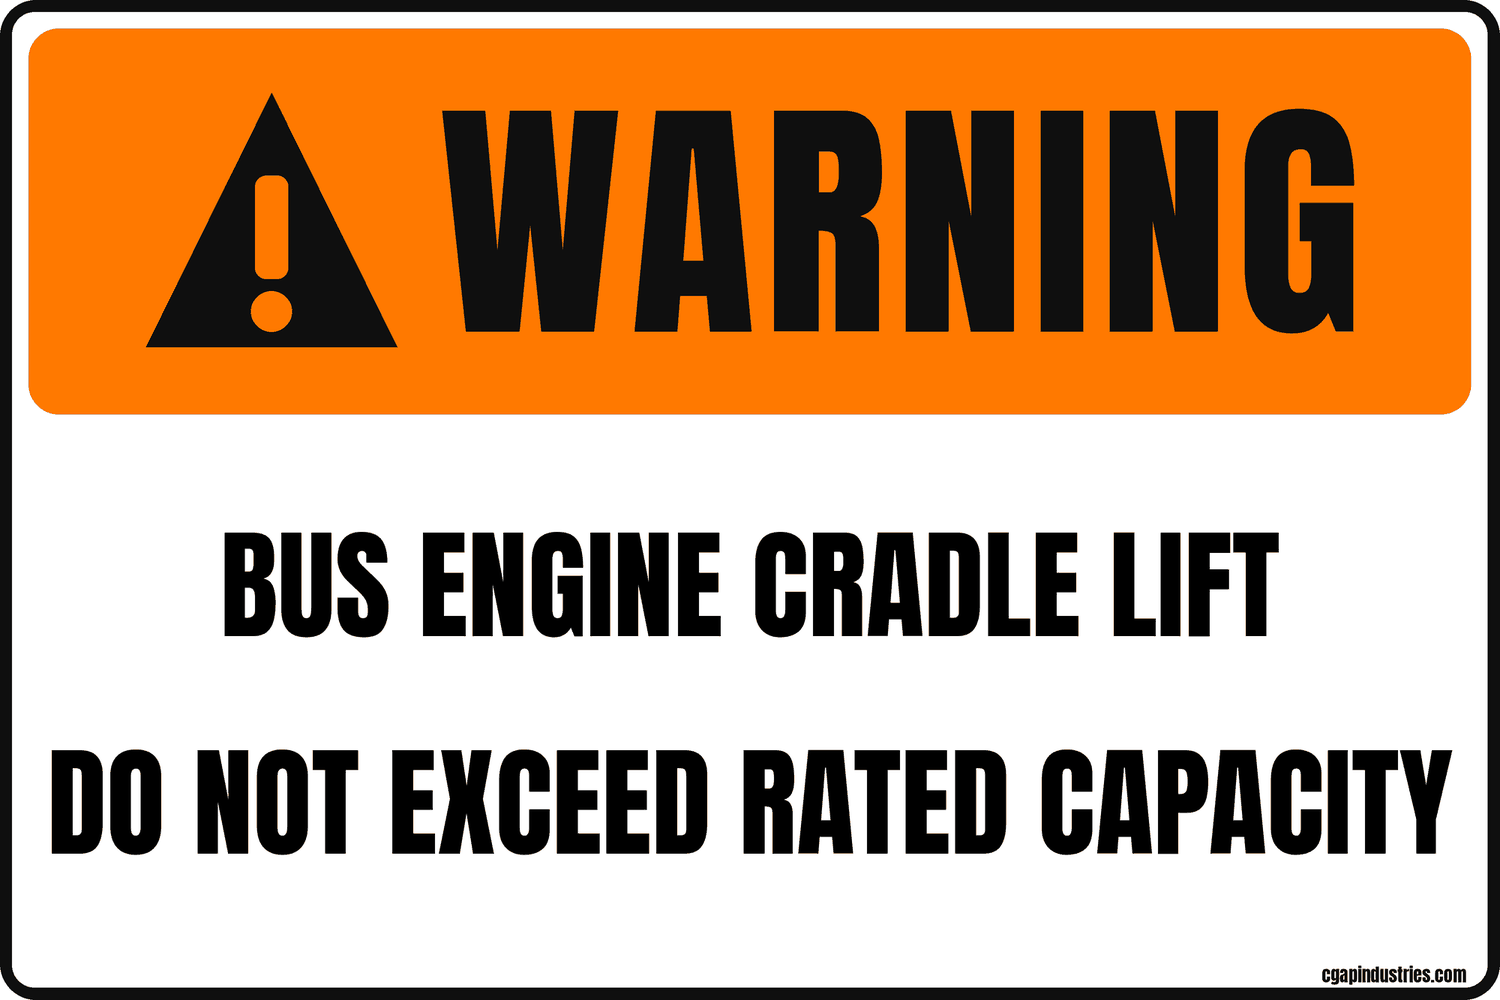 WARNING
BUS ENGINE CRADLE LIFT
DO NOT EXCEED RATED CAPACITY
cgapindustries.com